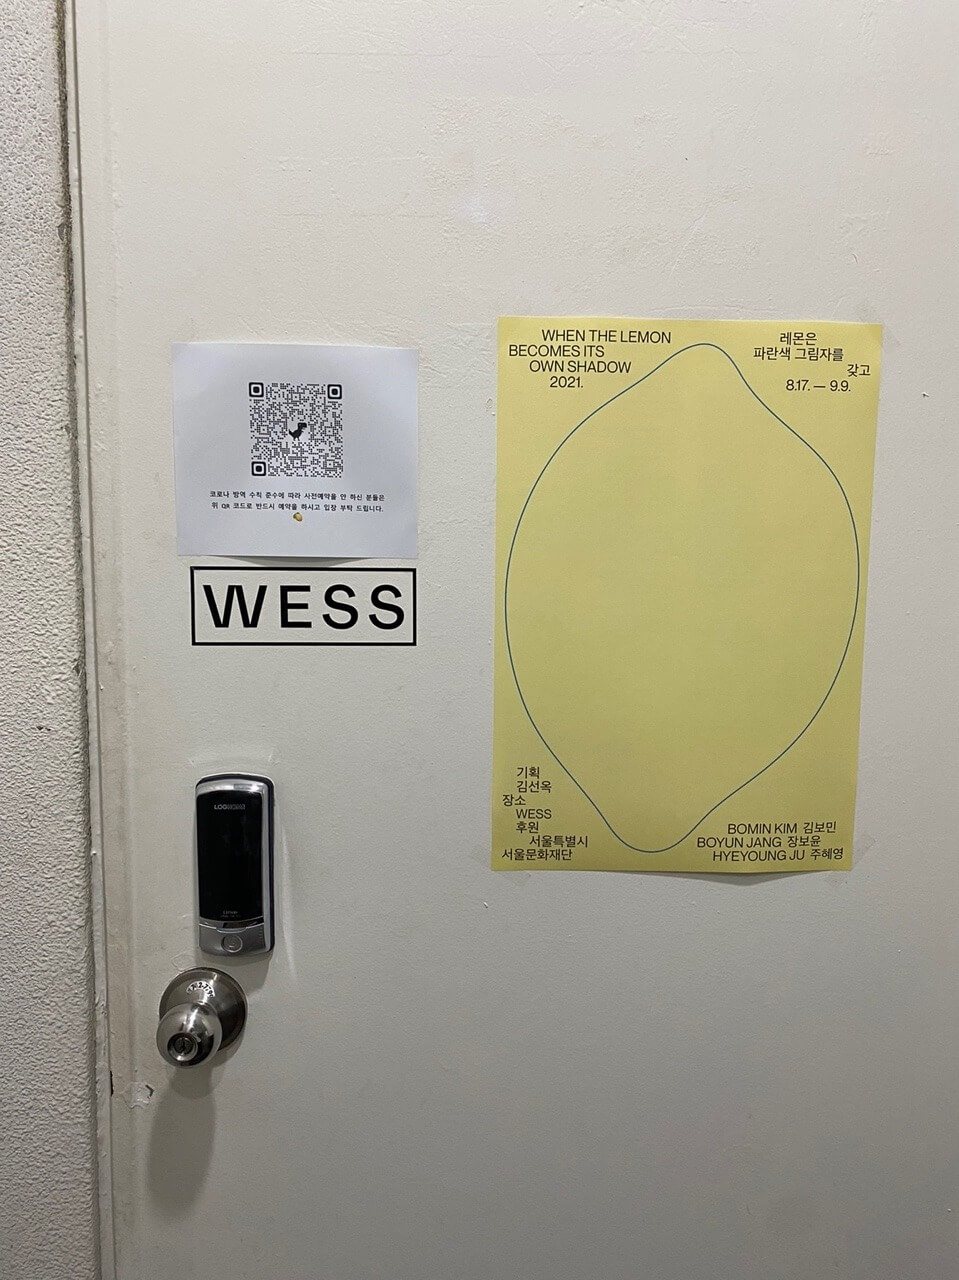 코로나 방역 수칙 준수에 따라 사전예약을 안 하신 분들은
위 QR 코드로 반드시 예약을 하시고 입장 부탁 드립니다.
WESS
WHEN THE LEMON
BECOMES ITS
OWN SHADOW
2021.
레몬은
파란색 그림자를
갖고
8.17. — 9.9.
기획
김선옥
장소
WESS
후원
서울특별시
서울문화재단
BOMIN KIM 김보민
BOYUN JANG 장보윤
HYEYOUNG JU 주혜영